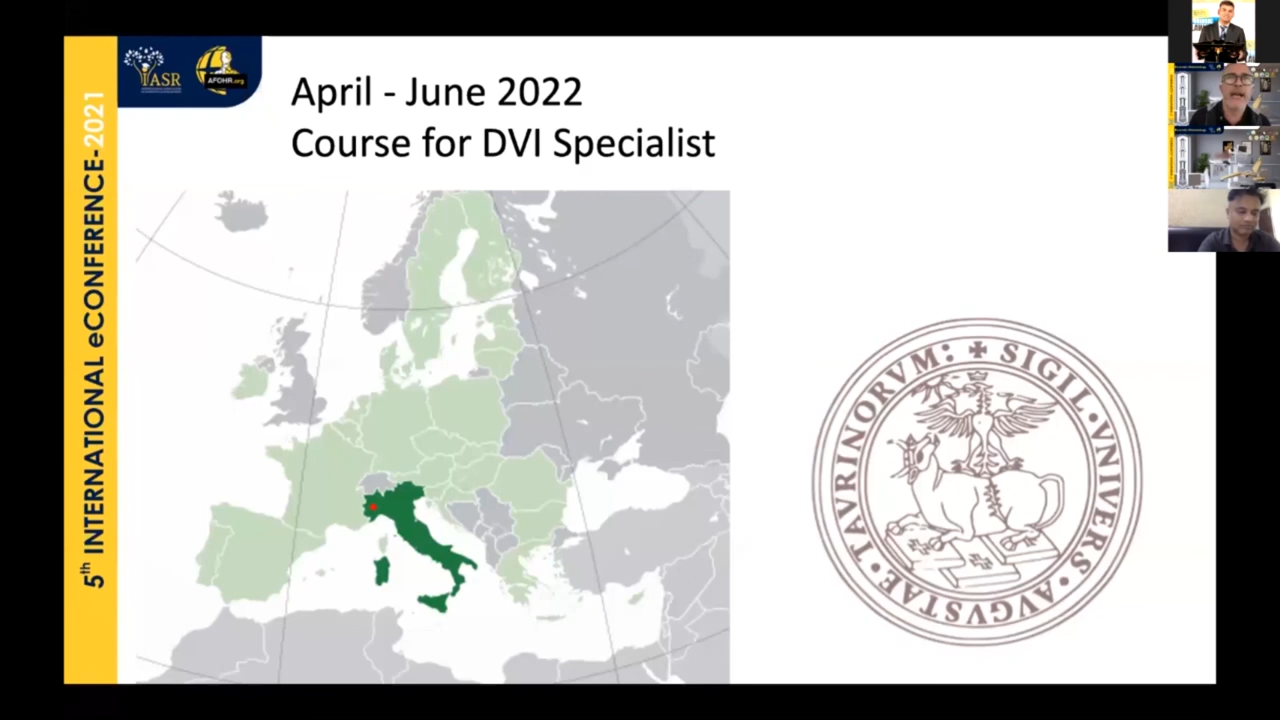 5th INTERNATIONAL eCONFERENCE-2021
IASR
AFOHR.org
April - June 2022
Course for DVI Specialist
✠ SIGIL • VNIVERS • AVGVSTAE • TAVRINORVM: